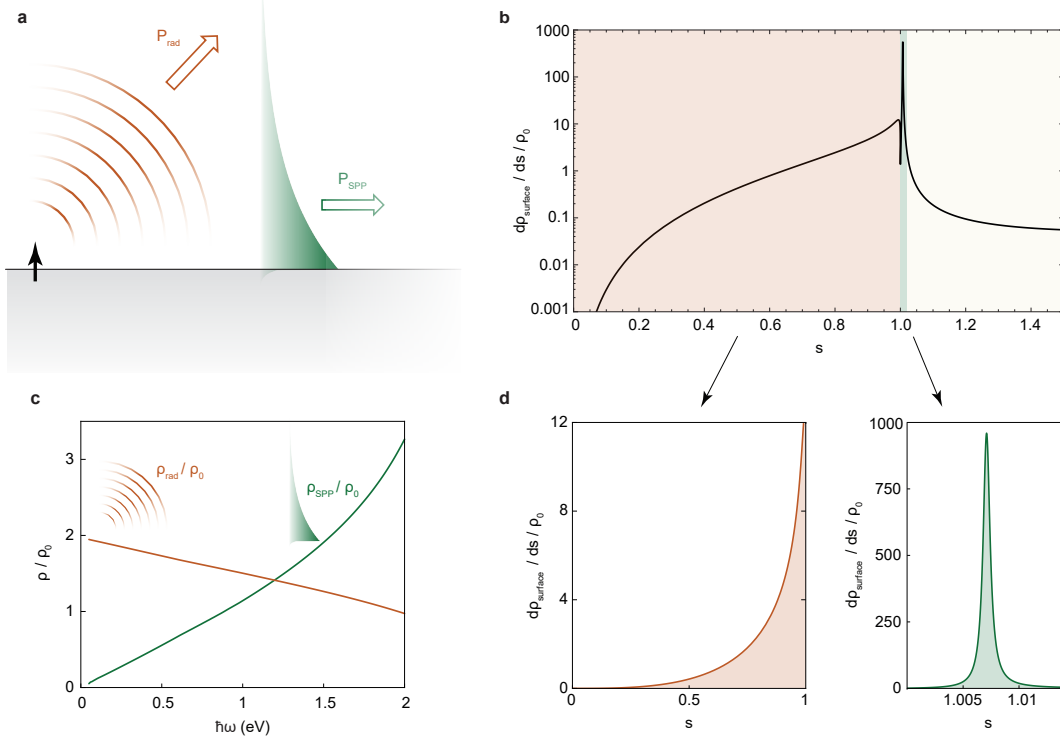 a
P_rad
P_SPP
b
1000
100
10
1
0.1
0.01
0.001
dρ_surface / ds / ρ_0
0 0.2 0.4 0.6 0.8 1.0 1.2 1.4
s
c
3
2
1
0
ρ / ρ_0
ρ_rad / ρ_0
ρ_SPP / ρ_0
0 0.5 1 1.5 2
ħω (eV)
d
12
8
4
0
dρ_surface / ds / ρ_0
0.5 1
s
1000
750
500
250
0
dρ_surface / ds / ρ_0
1.005 1.01
s